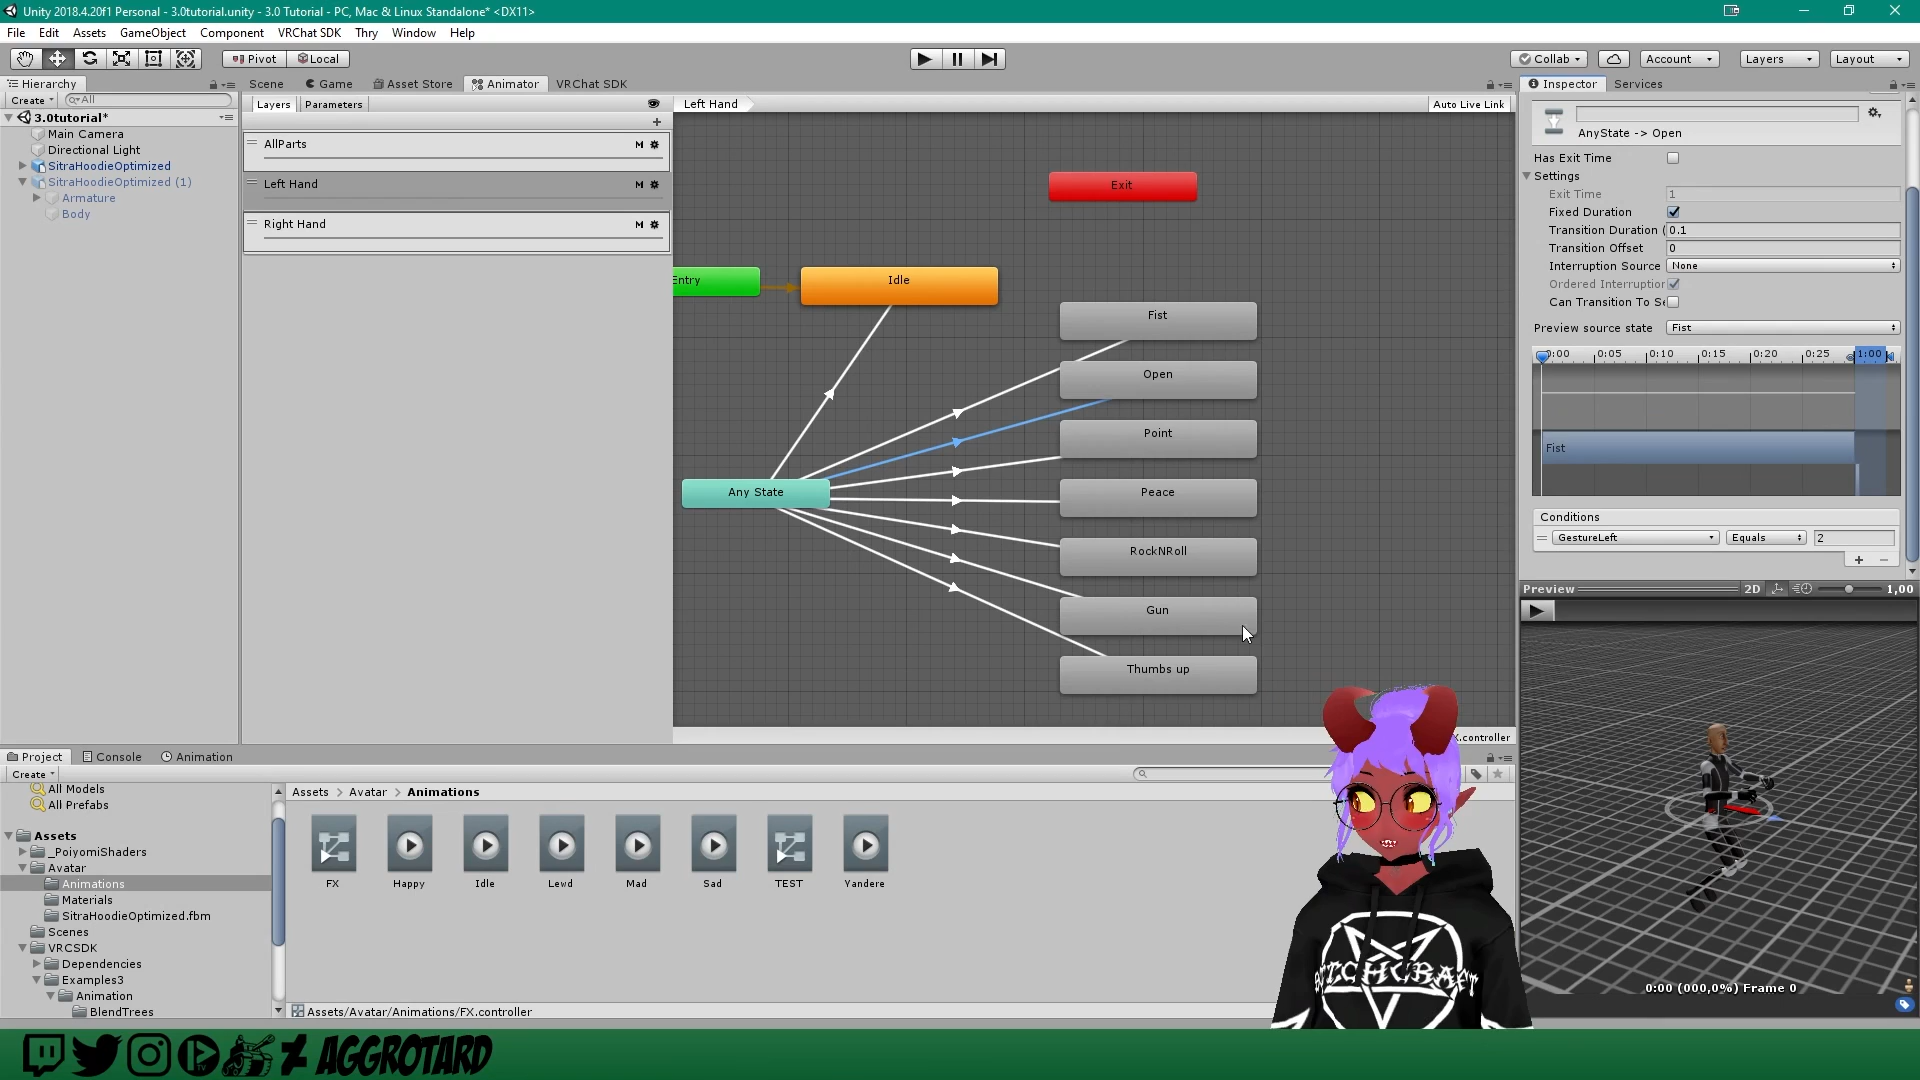 Unity 2018.4.20f1 Personal - 3.0tutorial.unity - 3.0 Tutorial - PC, Mac & Linux Standalone* <DX11>
File Edit Assets GameObject Component VRChat SDK Thry Window Help
Pivot Local Collab Account Layers Layout
Hierarchy Scene Game Asset Store Animator VRChat SDK Inspector Services
Create All Layers Parameters Left Hand Auto Live Link
3.0tutorial*
Main Camera
Directional Light
SitraHoodieOptimized
SitraHoodieOptimized (1)
Armature
Body
AllParts M
Left Hand M
Right Hand M
Exit
Entry
Idle
Fist
Open
Point
Any State
Peace
RockNRoll
Gun
Thumbs up
.controller
AnyState -> Open
Has Exit Time
Settings
Exit Time 1
Fixed Duration
Transition Duration ( 0.1
Transition Offset 0
Interruption Source None
Ordered Interruption
Can Transition To Se
Preview source state Fist
0:00 0:05 0:10 0:15 0:20 0:25 1:00
Fist
Conditions
GestureLeft Equals 2
+ −
Preview 2D 1,00
0:00 (000,0%) Frame 0
Project Console Animation
Create
All Models
All Prefabs
Assets
_PoiyomiShaders
Avatar
Animations
Materials
SitraHoodieOptimized.fbm
Scenes
VRCSDK
Dependencies
Examples3
Animation
BlendTrees
Assets > Avatar > Animations
FX Happy Idle Lewd Mad Sad TEST Yandere
Assets/Avatar/Animations/FX.controller
AGGROTARD